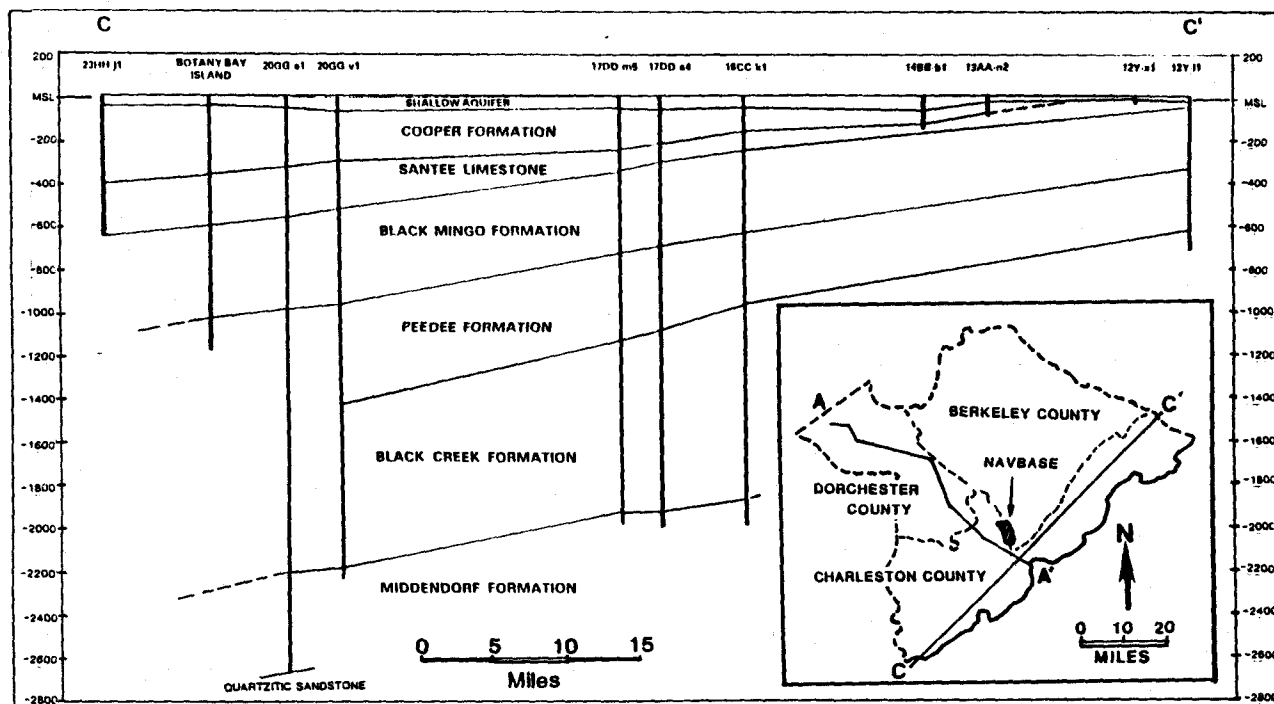 C C'
200 200
23HH j1
BOTANY BAY
ISLAND
20GG e1
20GG v1
17DD m5
17DD
16CC k1
14BB-b1
13AA-n2
12Y-
MSL MSL
SHALLOW AQUIFER
COOPER FORMATION
-200 -200
SANTEE LIMESTONE
-400 -400
-600 -600
BLACK MINGO FORMATION
-800 -800
-1000 -1000
PEEDEE FORMATION
-1200 -1200
-1400 -1400
BLACK CREEK FORMATION
-1600 -1600
-1800 -1800
-2000 -2000
-2200 -2200
MIDDENDORF FORMATION
-2400 -2400
-2600 -2600
QUARTZITIC SANDSTONE
-2800 -2800
0 5 10 15
Miles
A C'
BERKELEY COUNTY
NAVBASE
DORCHESTER
COUNTY
CHARLESTON COUNTY
A'
N
C
0 10 20
MILES